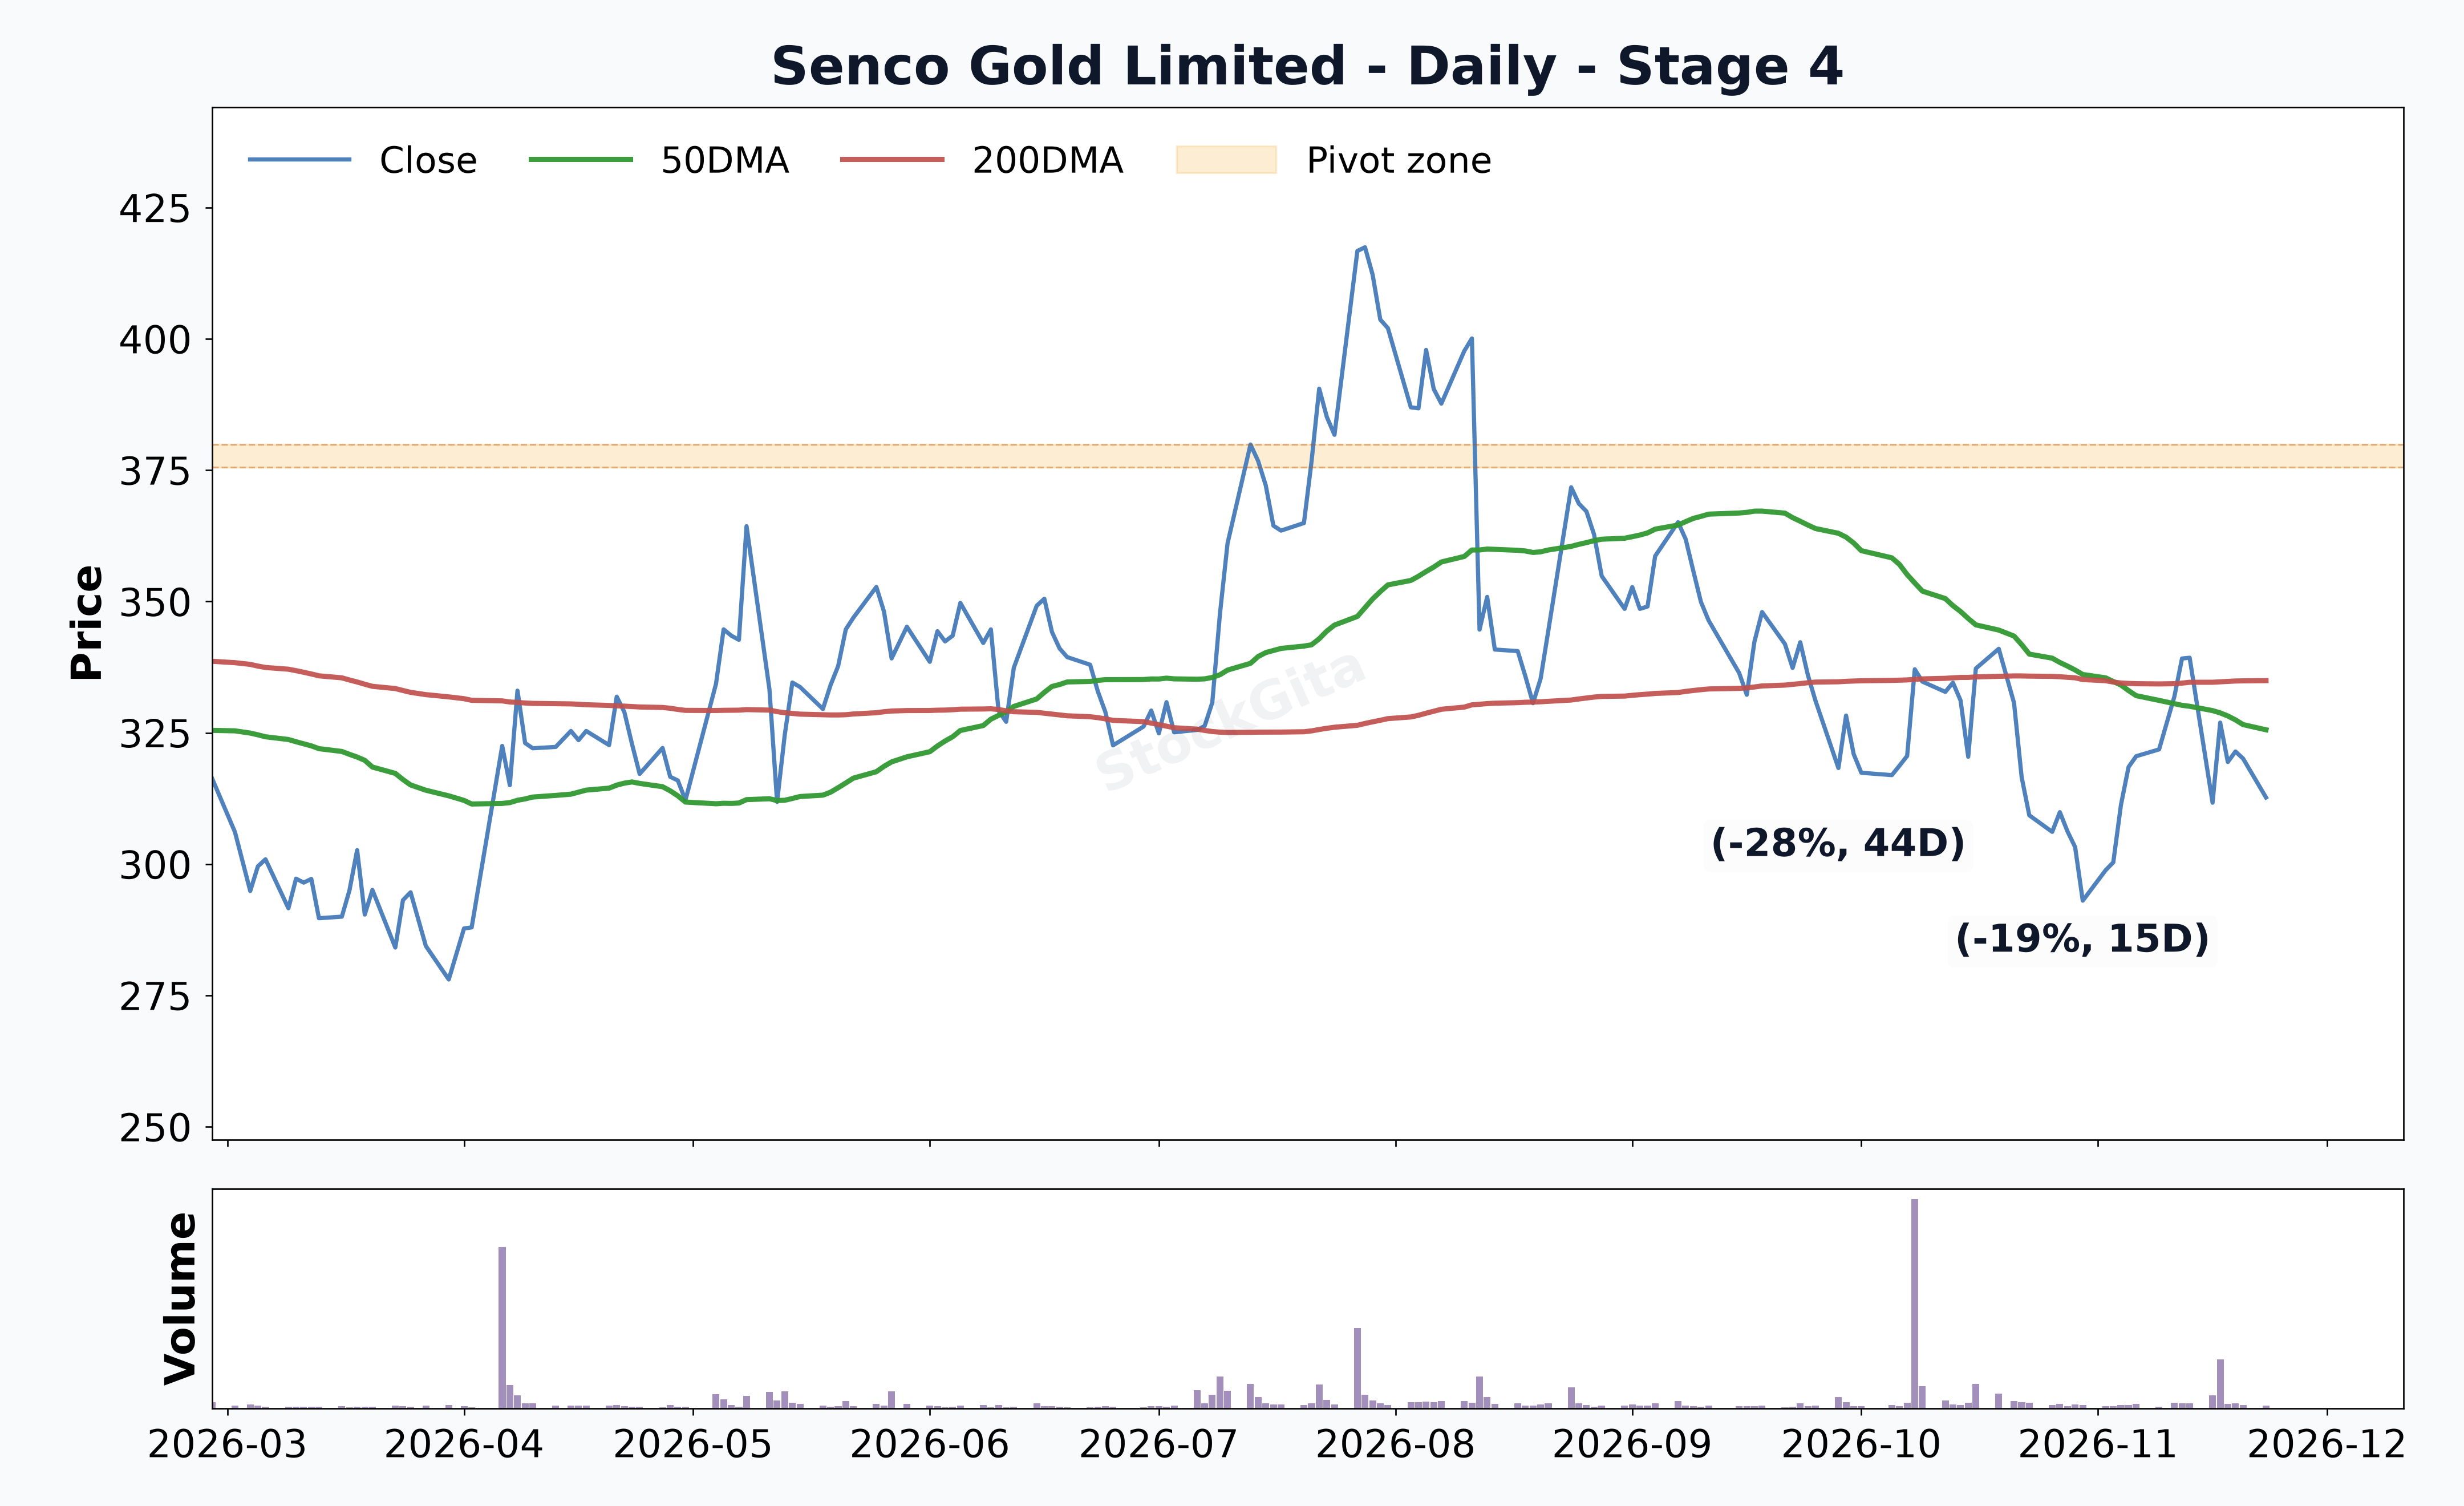 Senco Gold Limited - Daily - Stage 4
Close 50DMA 200DMA Pivot zone
425
400
375
350
325
300
275
250
Price
StockGita
(-28%, 44D)
(-19%, 15D)
Volume
2026-03 2026-04 2026-05 2026-06 2026-07 2026-08 2026-09 2026-10 2026-11 2026-12